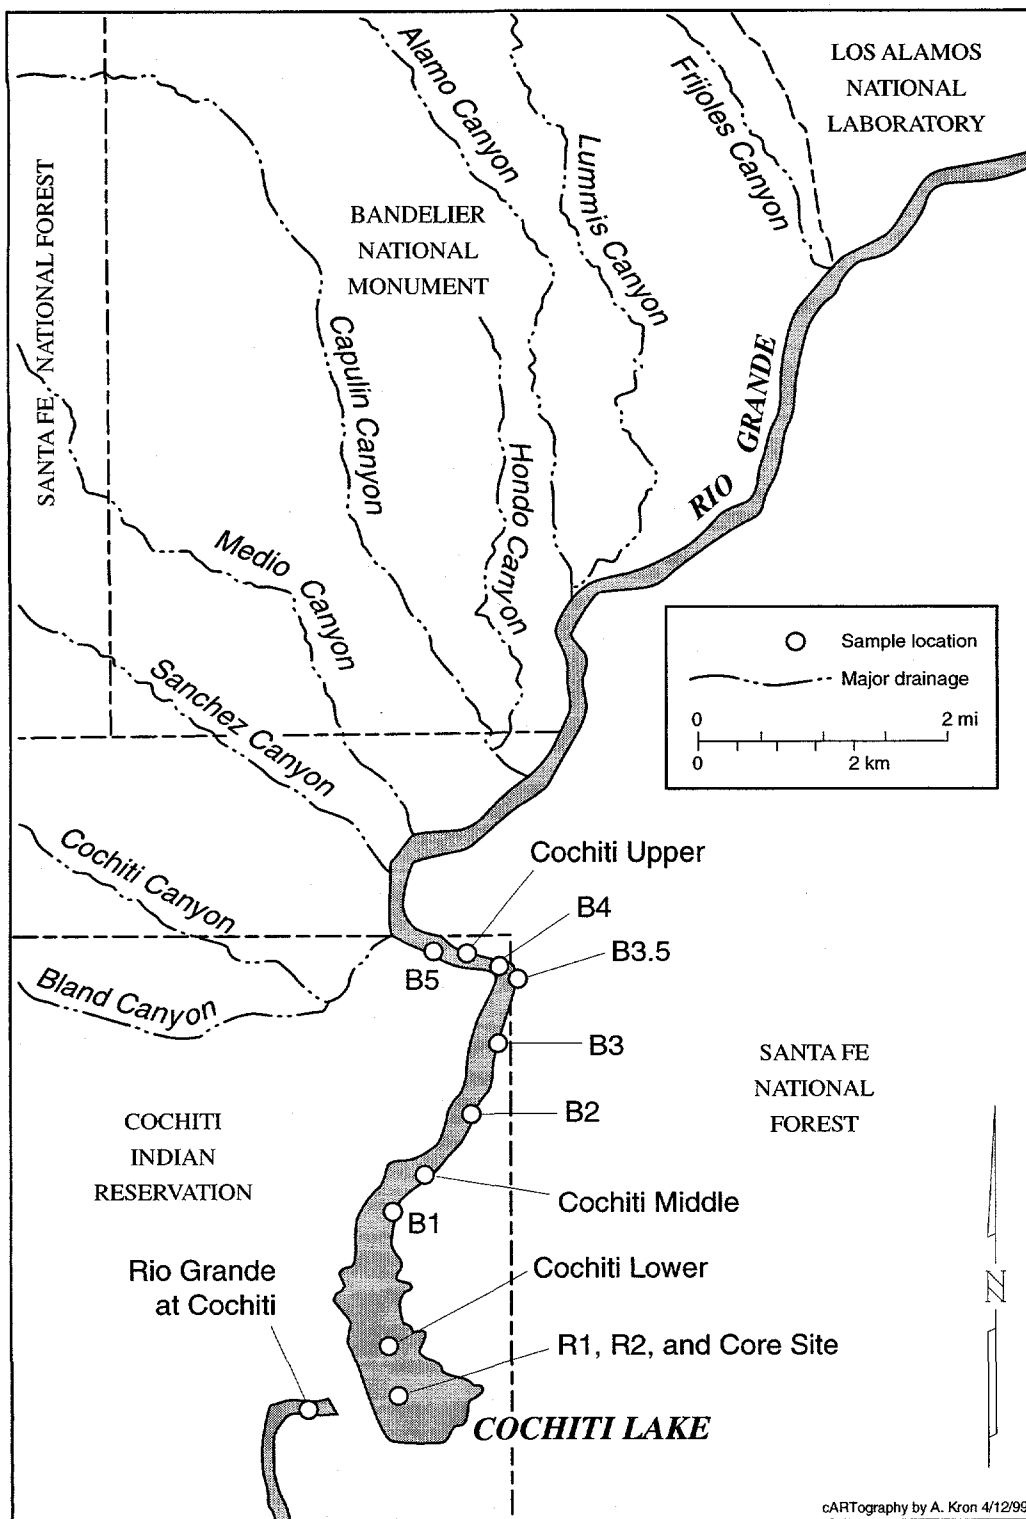 LOS ALAMOS
NATIONAL
LABORATORY
Alamo Canyon
Lummis Canyon
Frijoles Canyon
SANTA FE NATIONAL FOREST
BANDELIER
NATIONAL
MONUMENT
Capulin Canyon
Hondo Canyon
RIO GRANDE
Medio Canyon
Sanchez Canyon
Sample location
Major drainage
0 2 mi
0 2 km
Cochiti Canyon
Cochiti Upper
B4
B3.5
B5
Bland Canyon
B3
SANTA FE
NATIONAL
FOREST
B2
COCHITI
INDIAN
RESERVATION
Cochiti Middle
B1
Rio Grande
at Cochiti
Cochiti Lower
N
R1, R2, and Core Site
COCHITI LAKE
cARTography by A. Kron 4/12/99